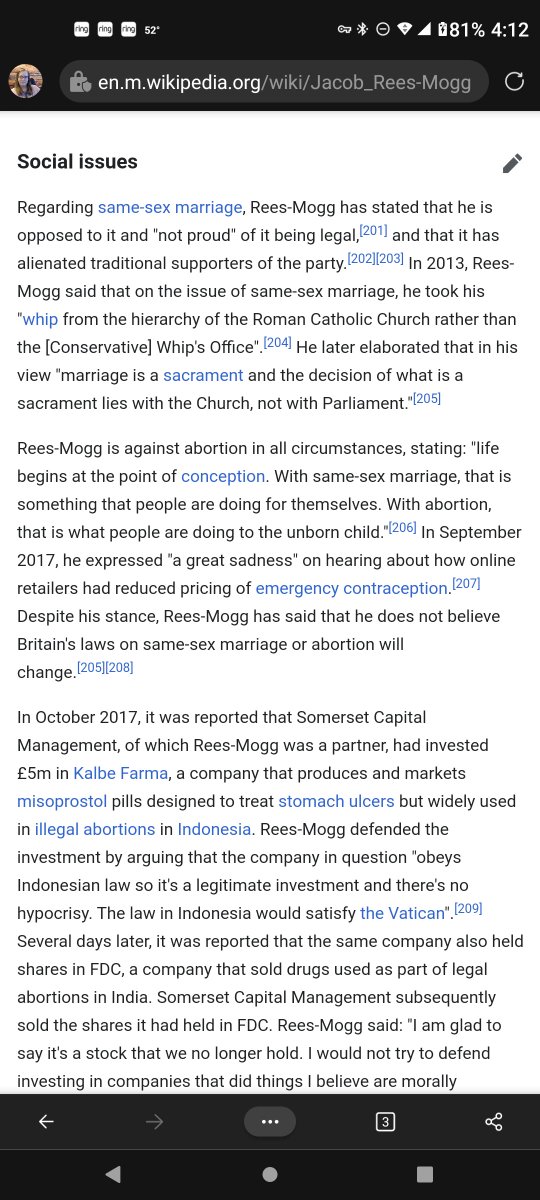 ring ring ring 52° 81% 4:12
en.m.wikipedia.org/wiki/Jacob_Rees-Mogg
Social issues
Regarding same-sex marriage, Rees-Mogg has stated that he is
opposed to it and "not proud" of it being legal,[201] and that it has
alienated traditional supporters of the party.[202][203] In 2013, Rees-
Mogg said that on the issue of same-sex marriage, he took his
"whip from the hierarchy of the Roman Catholic Church rather than
the [Conservative] Whip's Office".[204] He later elaborated that in his
view "marriage is a sacrament and the decision of what is a
sacrament lies with the Church, not with Parliament."[205]
Rees-Mogg is against abortion in all circumstances, stating: "life
begins at the point of conception. With same-sex marriage, that is
something that people are doing for themselves. With abortion,
that is what people are doing to the unborn child."[206] In September
2017, he expressed "a great sadness" on hearing about how online
retailers had reduced pricing of emergency contraception.[207]
Despite his stance, Rees-Mogg has said that he does not believe
Britain's laws on same-sex marriage or abortion will
change.[205][208]
In October 2017, it was reported that Somerset Capital
Management, of which Rees-Mogg was a partner, had invested
£5m in Kalbe Farma, a company that produces and markets
misoprostol pills designed to treat stomach ulcers but widely used
in illegal abortions in Indonesia. Rees-Mogg defended the
investment by arguing that the company in question "obeys
Indonesian law so it's a legitimate investment and there's no
hypocrisy. The law in Indonesia would satisfy the Vatican".[209]
Several days later, it was reported that the same company also held
shares in FDC, a company that sold drugs used as part of legal
abortions in India. Somerset Capital Management subsequently
sold the shares it had held in FDC. Rees-Mogg said: "I am glad to
say it's a stock that we no longer hold. I would not try to defend
investing in companies that did things I believe are morally
3